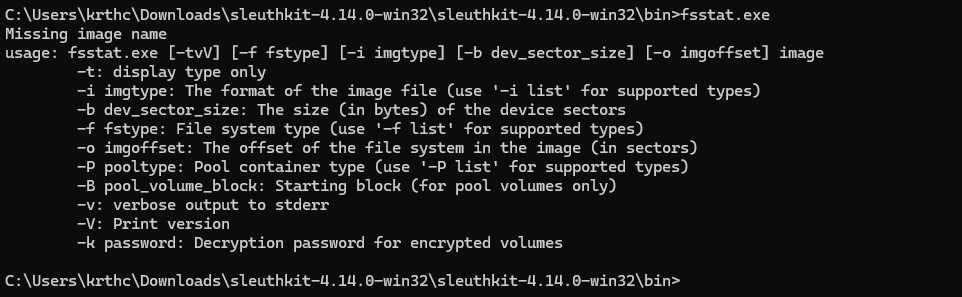 C:\Users\krthc\Downloads\sleuthkit-4.14.0-win32\sleuthkit-4.14.0-win32\bin>fsstat.exe
Missing image name
usage: fsstat.exe [-tvV] [-f fstype] [-i imgtype] [-b dev_sector_size] [-o imgoffset] image
        -t: display type only
        -i imgtype: The format of the image file (use '-i list' for supported types)
        -b dev_sector_size: The size (in bytes) of the device sectors
        -f fstype: File system type (use '-f list' for supported types)
        -o imgoffset: The offset of the file system in the image (in sectors)
        -P pooltype: Pool container type (use '-P list' for supported types)
        -B pool_volume_block: Starting block (for pool volumes only)
        -v: verbose output to stderr
        -V: Print version
        -k password: Decryption password for encrypted volumes
C:\Users\krthc\Downloads\sleuthkit-4.14.0-win32\sleuthkit-4.14.0-win32\bin>